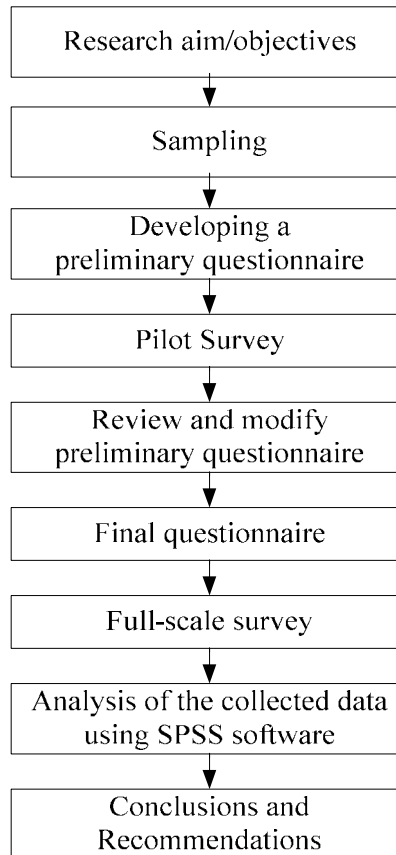 Research aim/objectives
Sampling
Developing a
preliminary questionnaire
Pilot Survey
Review and modify
preliminary questionnaire
Final questionnaire
Full-scale survey
Analysis of the collected data
using SPSS software
Conclusions and
Recommendations